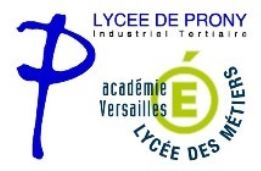 LYCEE DE PRONY
Industriel Tertiaire
académie
Versailles
É
LYCÉE DES MÉTIERS